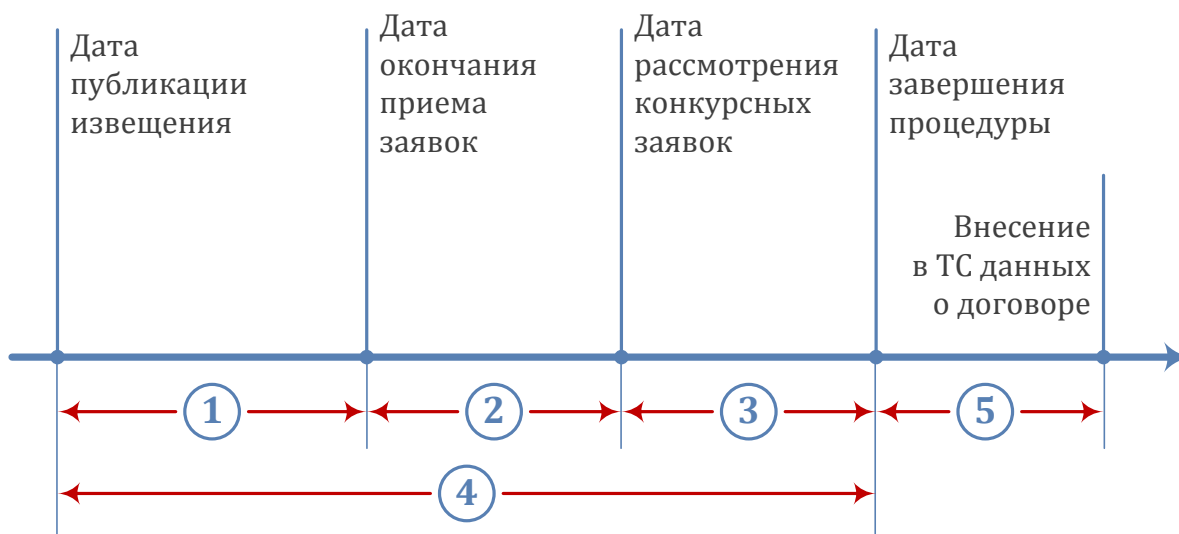 Дата
публикации
извещения
Дата
окончания
приема
заявок
Дата
рассмотрения
конкурсных
заявок
Дата
завершения
процедуры
Внесение
в ТС данных
о договоре
1
2
3
5
4